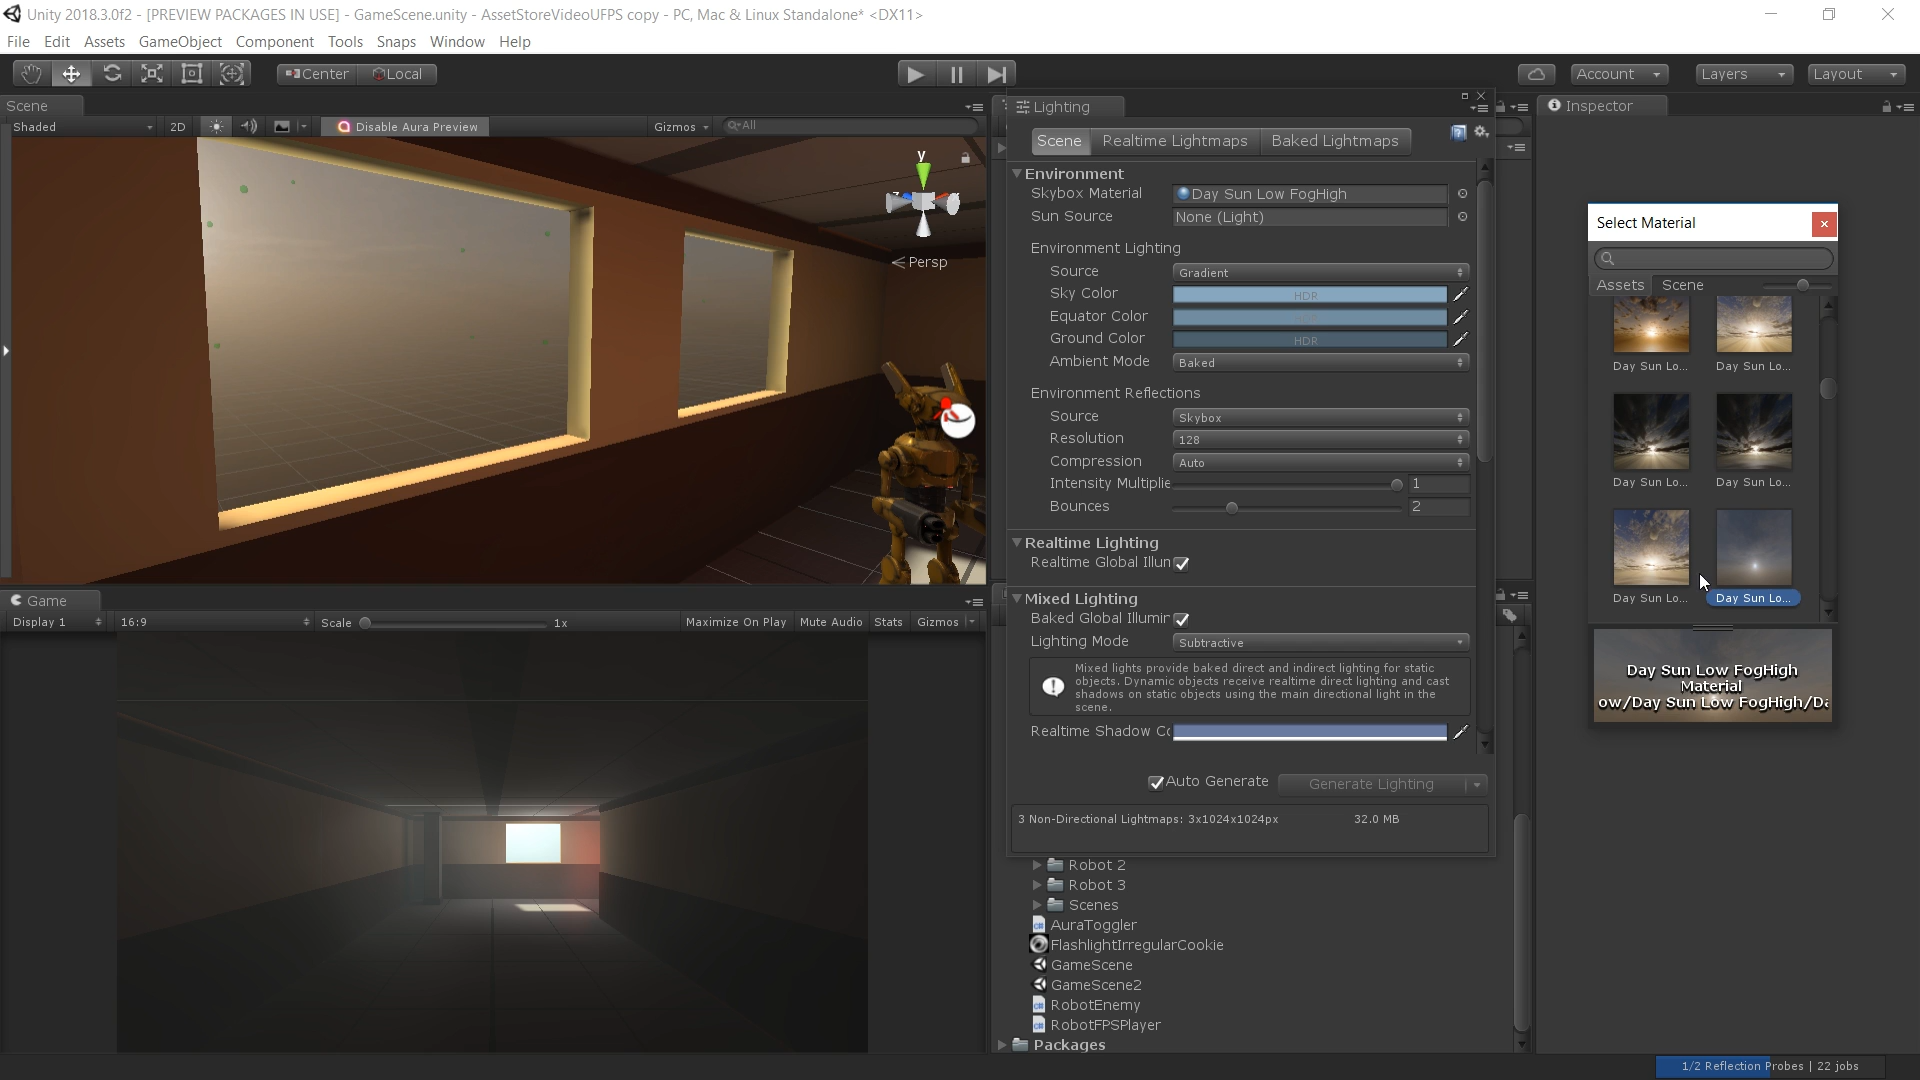 Unity 2018.3.0f2 - [PREVIEW PACKAGES IN USE] - GameScene.unity - AssetStoreVideoUFPS copy - PC, Mac & Linux Standalone* <DX11>
File Edit Assets GameObject Component Tools Snaps Window Help
Center Local Account Layers Layout
Scene
Shaded 2D Disable Aura Preview Gizmos All
y
z
Persp
Lighting
Scene Realtime Lightmaps Baked Lightmaps
Environment
Skybox Material Day Sun Low FogHigh
Sun Source None (Light)
Environment Lighting
Source Gradient
Sky Color HDR
Equator Color
Ground Color HDR
Ambient Mode Baked
Environment Reflections
Source Skybox
Resolution 128
Compression Auto
Intensity Multiplie 1
Bounces 2
Realtime Lighting
Realtime Global Illun
Mixed Lighting
Baked Global Illumir
Lighting Mode Subtractive
Mixed lights provide baked direct and indirect lighting for static
objects. Dynamic objects receive realtime direct lighting and cast
shadows on static objects using the main directional light in the
scene.
Realtime Shadow Co
Auto Generate Generate Lighting
3 Non-Directional Lightmaps: 3x1024x1024px 32.0 MB
Robot 2
Robot 3
Scenes
AuraToggler
FlashlightIrregularCookie
GameScene
GameScene2
RobotEnemy
RobotFPSPlayer
Packages
Game
Display 1 16:9 Scale 1x Maximize On Play Mute Audio Stats Gizmos
Inspector
Select Material
Assets Scene
Day Sun Lo... Day Sun Lo...
Day Sun Lo... Day Sun Lo...
Day Sun Lo... Day Sun Lo...
Day Sun Low FogHigh
Material
ow/Day Sun Low FogHigh/Da
1/2 Reflection Probes | 22 jobs